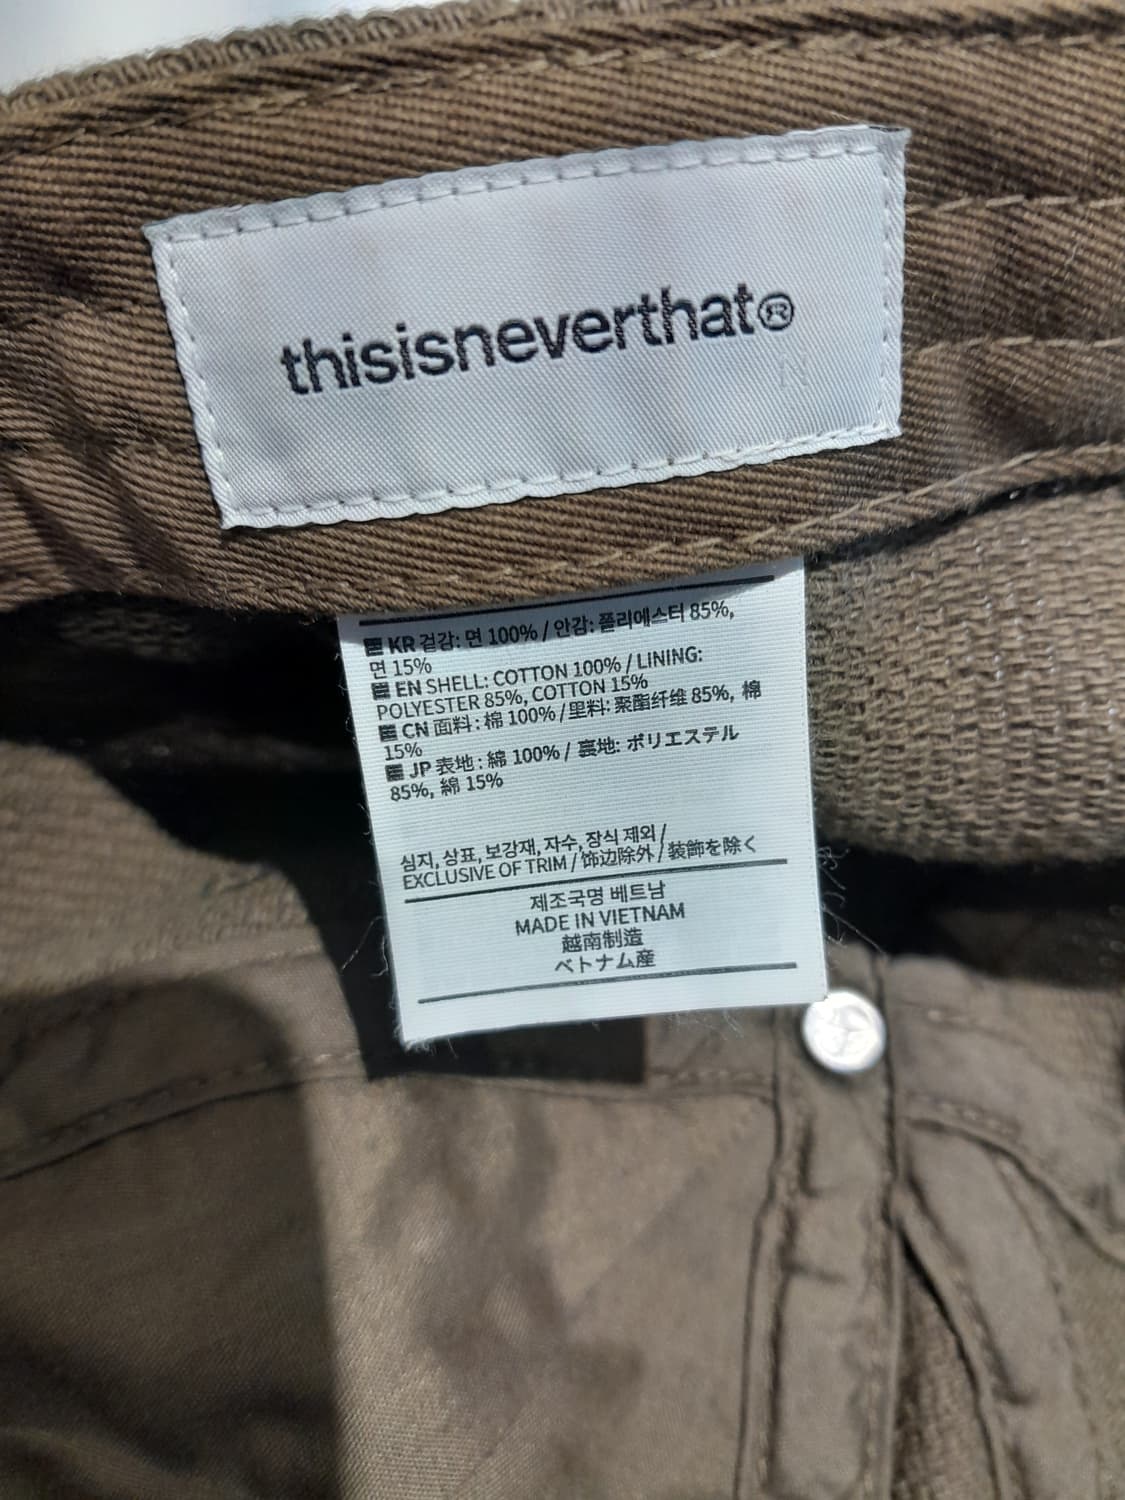 thisisneverthat®
KR 겉감: 면 100% / 안감: 폴리에스터 85%,
면 15%
EN SHELL: COTTON 100% / LINING:
POLYESTER 85%, COTTON 15%
CN 面料: 棉 100% / 里料: 聚酯纤维 85%, 棉
15%
JP 表地: 綿 100% / 裏地: ポリエステル
85%, 綿 15%
심지, 상표, 보강재, 자수, 장식 제외 /
EXCLUSIVE OF TRIM / 饰边除外 / 装飾を除く
제조국명 베트남
MADE IN VIETNAM
越南制造
ベトナム産